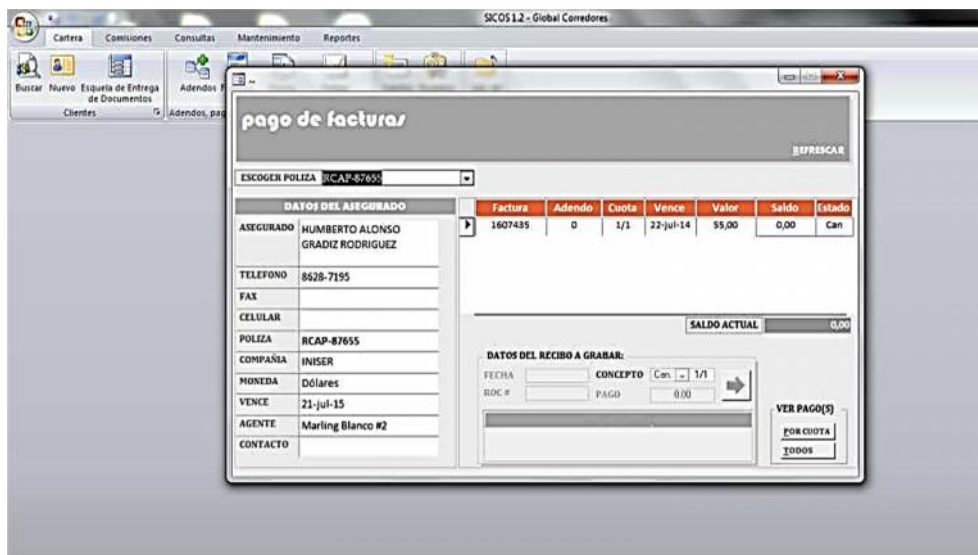 SICOS 1.2 - Global Corredores
Cartera Comisiones Consultas Mantenimiento Reportes
Buscar Nuevo Esquela de Entrega de Documentos Adendos
Clientes Adendos, pag
pago de facturas
REFRESCAR
ESCOGER POLIZA RCAP-87655
DATOS DEL ASEGURADO
ASEGURADO HUMBERTO ALONSO
GRADIZ RODRIGUEZ
TELEFONO 8628-7195
FAX
CELULAR
POLIZA RCAP-87655
COMPAÑIA INISER
MONEDA Dólares
VENCE 21-jul-15
AGENTE Marling Blanco #2
CONTACTO
Factura Adendo Cuota Vence Valor Saldo Estado
1607435 0 1/1 22-jul-14 55,00 0,00 Can
SALDO ACTUAL 0,00
DATOS DEL RECIBO A GRABAR:
FECHA CONCEPTO Can 1/1
ROC # PAGO 0.00
VER PAGO(S)
POR CUOTA
TODOS